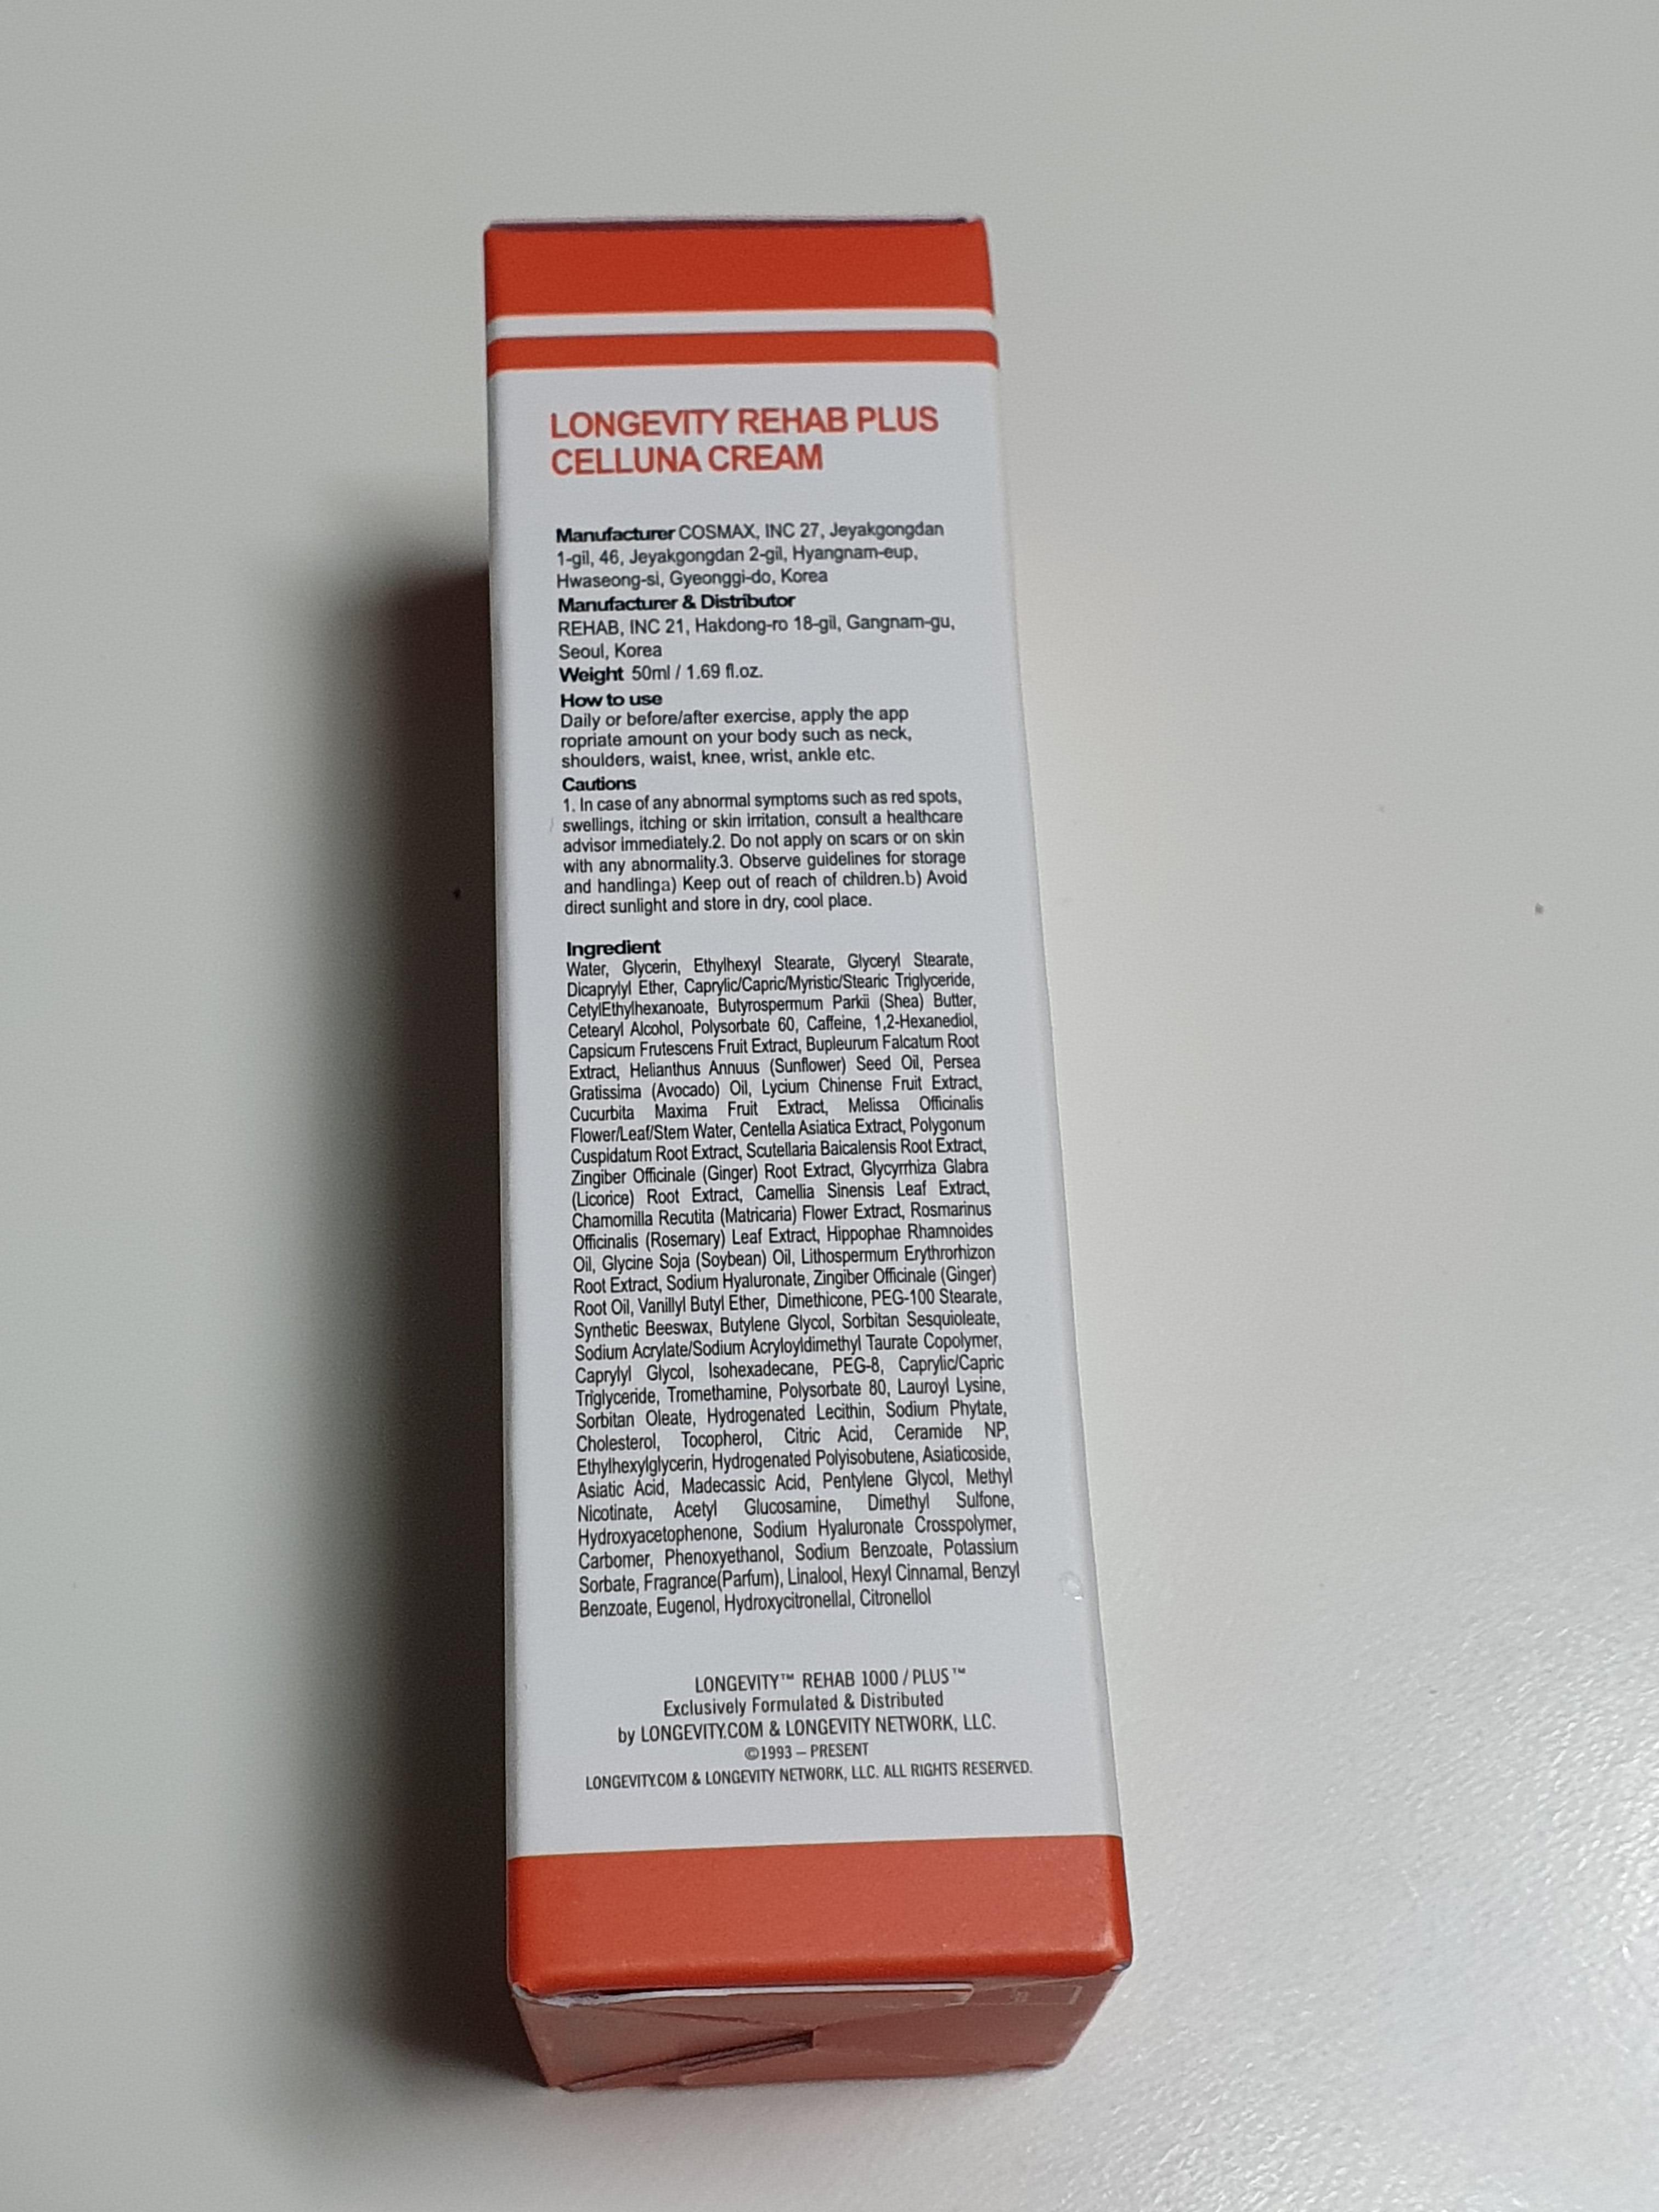 LONGEVITY REHAB PLUS
CELLUNA CREAM
Manufacturer COSMAX, INC 27, Jeyakgongdan
1-gil, 46, Jeyakgongdan 2-gil, Hyangnam-eup,
Hwaseong-si, Gyeonggi-do, Korea
Manufacturer & Distributor
REHAB, INC 21, Hakdong-ro 18-gil, Gangnam-gu,
Seoul, Korea
Weight 50ml / 1.69 fl.oz.
How to use
Daily or before/after exercise, apply the app
ropriate amount on your body such as neck,
shoulders, waist, knee, wrist, ankle etc.
Cautions
1. In case of any abnormal symptoms such as red spots,
swellings, itching or skin irritation, consult a healthcare
advisor immediately.2. Do not apply on scars or on skin
with any abnormality.3. Observe guidelines for storage
and handlinga) Keep out of reach of children.b) Avoid
direct sunlight and store in dry, cool place.
Ingredient
Water, Glycerin, Ethylhexyl Stearate, Glyceryl Stearate,
Dicaprylyl Ether, Caprylic/Capric/Myristic/Stearic Triglyceride,
CetylEthylhexanoate, Butyrospermum Parkii (Shea) Butter,
Cetearyl Alcohol, Polysorbate 60, Caffeine, 1,2-Hexanediol,
Capsicum Frutescens Fruit Extract, Bupleurum Falcatum Root
Extract, Helianthus Annuus (Sunflower) Seed Oil, Persea
Gratissima (Avocado) Oil, Lycium Chinense Fruit Extract,
Cucurbita Maxima Fruit Extract, Melissa Officinalis
Flower/Leaf/Stem Water, Centella Asiatica Extract, Polygonum
Cuspidatum Root Extract, Scutellaria Baicalensis Root Extract,
Zingiber Officinale (Ginger) Root Extract, Glycyrrhiza Glabra
(Licorice) Root Extract, Camellia Sinensis Leaf Extract,
Chamomilla Recutita (Matricaria) Flower Extract, Rosmarinus
Officinalis (Rosemary) Leaf Extract, Hippophae Rhamnoides
Oil, Glycine Soja (Soybean) Oil, Lithospermum Erythrorhizon
Root Extract, Sodium Hyaluronate, Zingiber Officinale (Ginger)
Root Oil, Vanillyl Butyl Ether, Dimethicone, PEG-100 Stearate,
Synthetic Beeswax, Butylene Glycol, Sorbitan Sesquioleate,
Sodium Acrylate/Sodium Acryloyldimethyl Taurate Copolymer,
Caprylyl Glycol, Isohexadecane, PEG-8, Caprylic/Capric
Triglyceride, Tromethamine, Polysorbate 80, Lauroyl Lysine,
Sorbitan Oleate, Hydrogenated Lecithin, Sodium Phytate,
Cholesterol, Tocopherol, Citric Acid, Ceramide NP,
Ethylhexylglycerin, Hydrogenated Polyisobutene, Asiaticoside,
Asiatic Acid, Madecassic Acid, Pentylene Glycol, Methyl
Nicotinate, Acetyl Glucosamine, Dimethyl Sulfone,
Hydroxyacetophenone, Sodium Hyaluronate Crosspolymer,
Carbomer, Phenoxyethanol, Sodium Benzoate, Potassium
Sorbate, Fragrance(Parfum), Linalool, Hexyl Cinnamal, Benzyl
Benzoate, Eugenol, Hydroxycitronellal, Citronellol
LONGEVITY™ REHAB 1000 / PLUS™
Exclusively Formulated & Distributed
by LONGEVITY.COM & LONGEVITY NETWORK, LLC.
©1993 – PRESENT
LONGEVITY.COM & LONGEVITY NETWORK, LLC. ALL RIGHTS RESERVED.